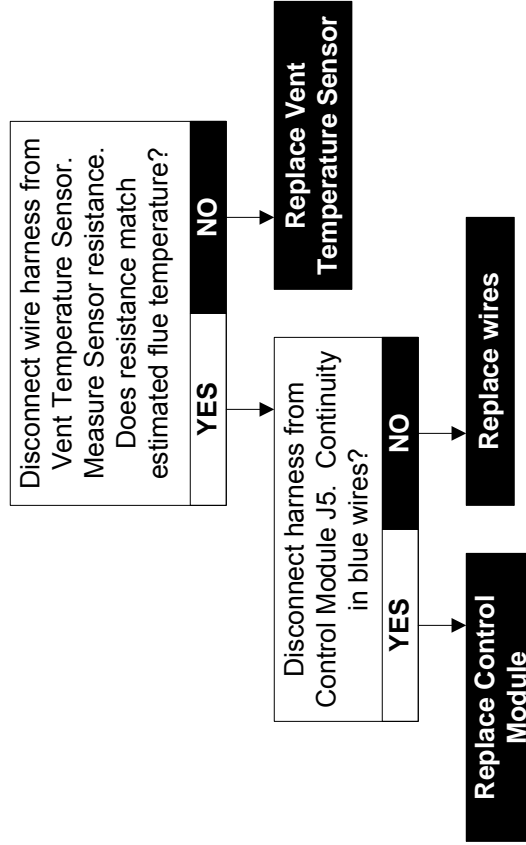 Disconnect wire harness from
Vent Temperature Sensor.
Measure Sensor resistance.
Does resistance match
estimated flue temperature?
YES
NO
Replace Vent
Temperature Sensor
Disconnect harness from
Control Module J5.  Continuity
in blue wires?
YES
NO
Replace Control
Module
Replace wires